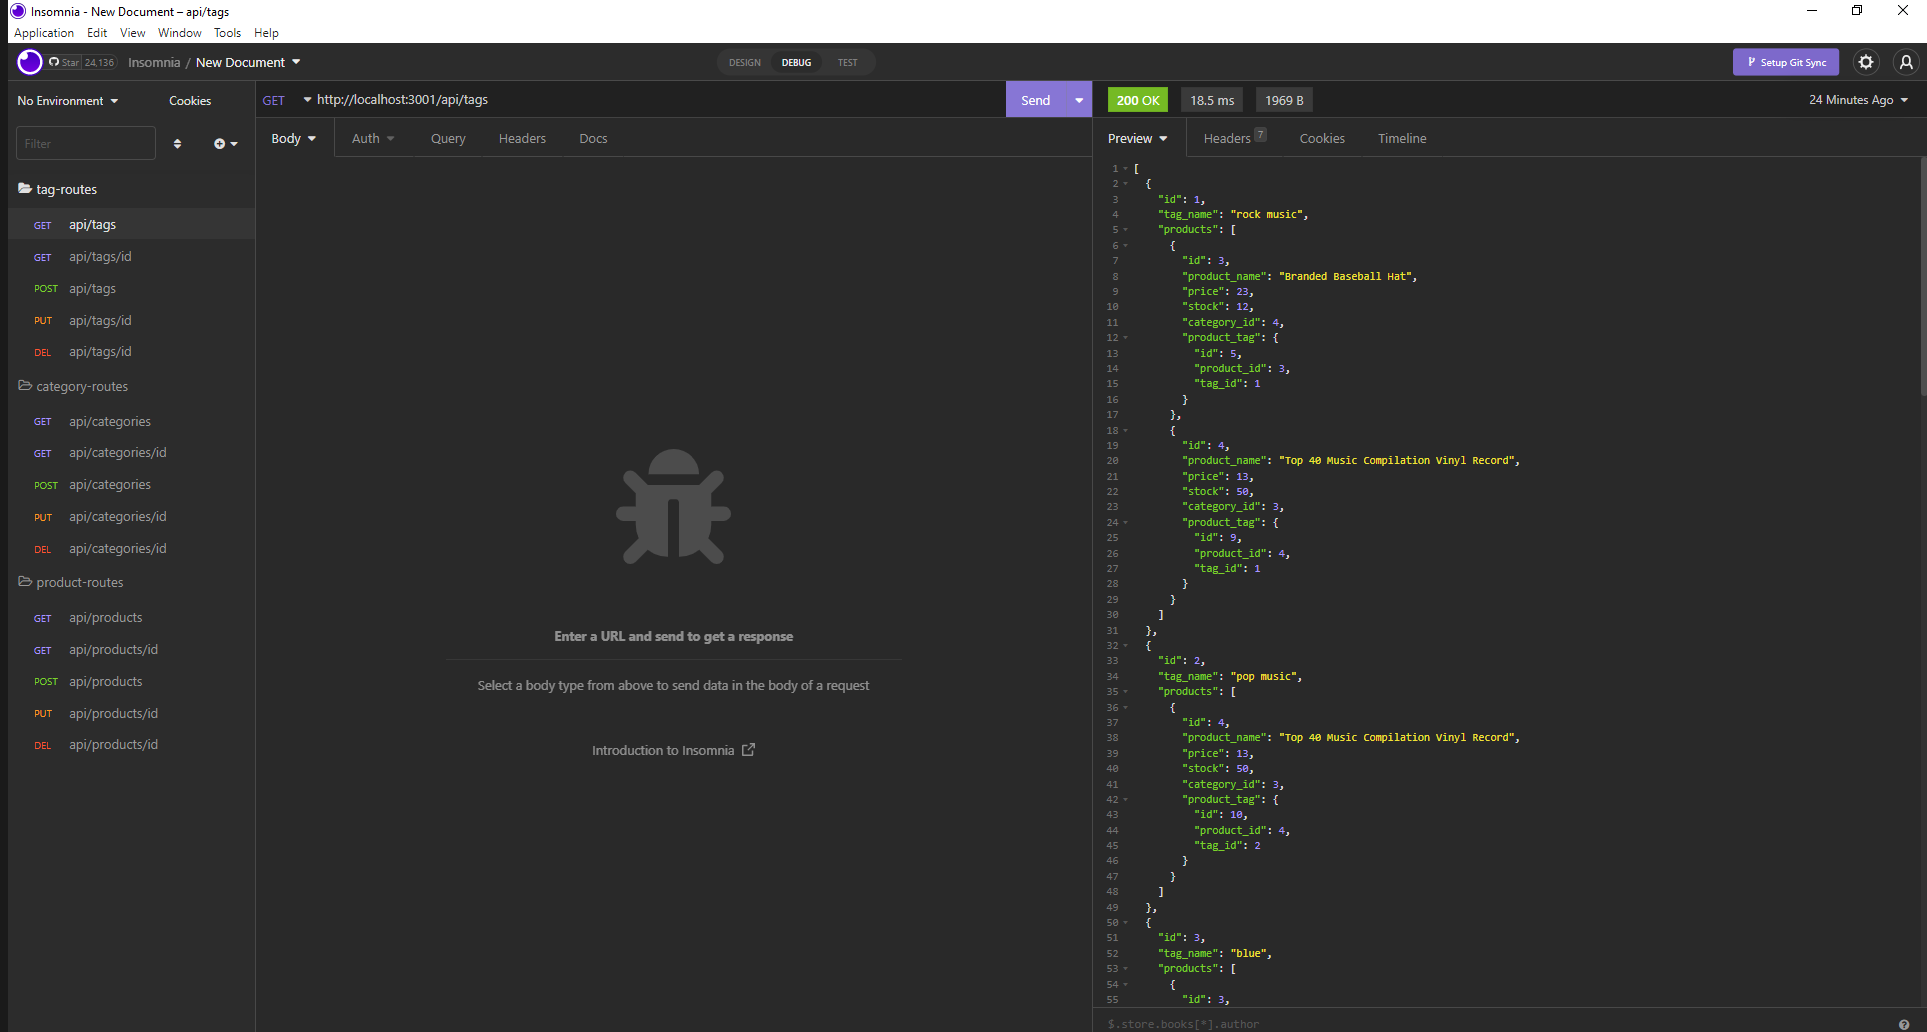 Insomnia - New Document – api/tags
Application Edit View Window Tools Help
Star 24,136 Insomnia / New Document DESIGN DEBUG TEST Setup Git Sync
No Environment Cookies
Filter
tag-routes
GET api/tags
GET api/tags/id
POST api/tags
PUT api/tags/id
DEL api/tags/id
category-routes
GET api/categories
GET api/categories/id
POST api/categories
PUT api/categories/id
DEL api/categories/id
product-routes
GET api/products
GET api/products/id
POST api/products
PUT api/products/id
DEL api/products/id
GET http://localhost:3001/api/tags Send
Body Auth Query Headers Docs
Enter a URL and send to get a response
Select a body type from above to send data in the body of a request
Introduction to Insomnia
200 OK 18.5 ms 1969 B 24 Minutes Ago
Preview Headers 7 Cookies Timeline
1 [
2 {
3 "id": 1,
4 "tag_name": "rock music",
5 "products": [
6 {
7 "id": 3,
8 "product_name": "Branded Baseball Hat",
9 "price": 23,
10 "stock": 12,
11 "category_id": 4,
12 "product_tag": {
13 "id": 5,
14 "product_id": 3,
15 "tag_id": 1
16 }
17 },
18 {
19 "id": 4,
20 "product_name": "Top 40 Music Compilation Vinyl Record",
21 "price": 13,
22 "stock": 50,
23 "category_id": 3,
24 "product_tag": {
25 "id": 9,
26 "product_id": 4,
27 "tag_id": 1
28 }
29 }
30 ]
31 },
32 {
33 "id": 2,
34 "tag_name": "pop music",
35 "products": [
36 {
37 "id": 4,
38 "product_name": "Top 40 Music Compilation Vinyl Record",
39 "price": 13,
40 "stock": 50,
41 "category_id": 3,
42 "product_tag": {
43 "id": 10,
44 "product_id": 4,
45 "tag_id": 2
46 }
47 }
48 ]
49 },
50 {
51 "id": 3,
52 "tag_name": "blue",
53 "products": [
54 {
55 "id": 3,
$.store.books[*].author